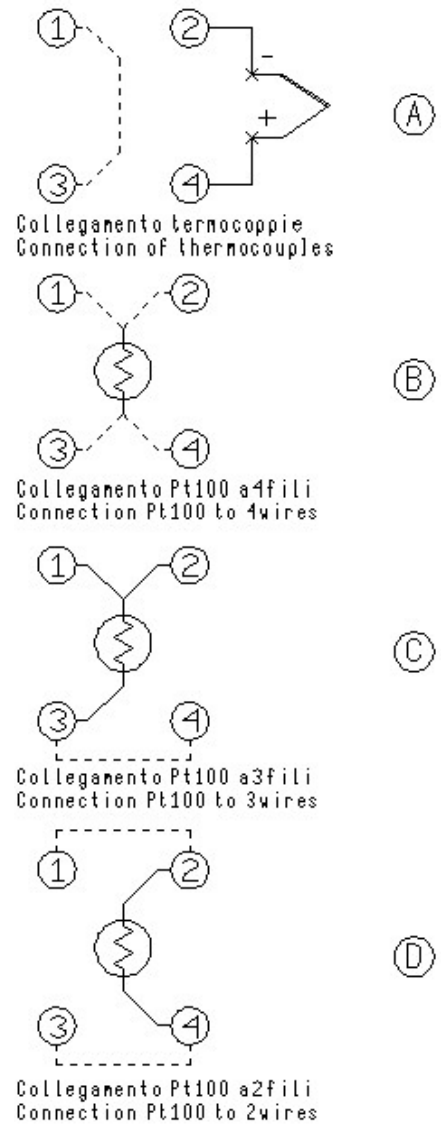 1 2
-
+
A
3 4
Collegamento termocoppie
Connection of thermocouples
1 2
B
3 4
Collegamento Pt100 a4fili
Connection Pt100 to 4wires
1 2
C
3 4
Collegamento Pt100 a3fili
Connection Pt100 to 3wires
1 2
D
3 4
Collegamento Pt100 a2fili
Connection Pt100 to 2wires